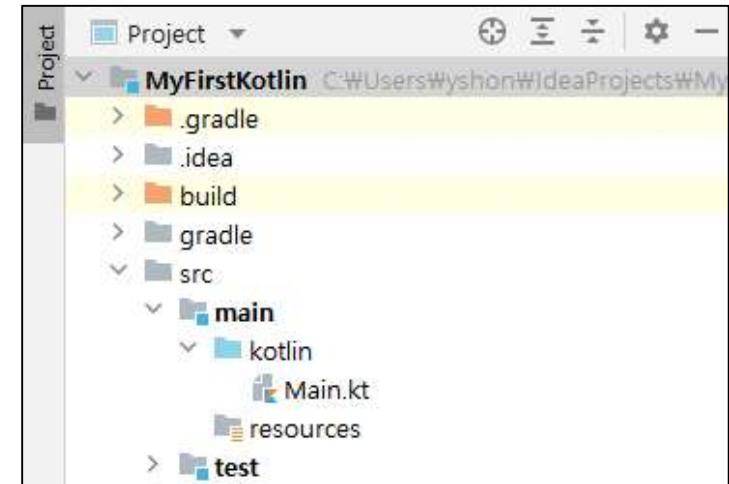 Project
Project
MyFirstKotlin C:₩Users₩yshon₩IdeaProjects₩My
.gradle
.idea
build
gradle
src
main
kotlin
Main.kt
resources
test